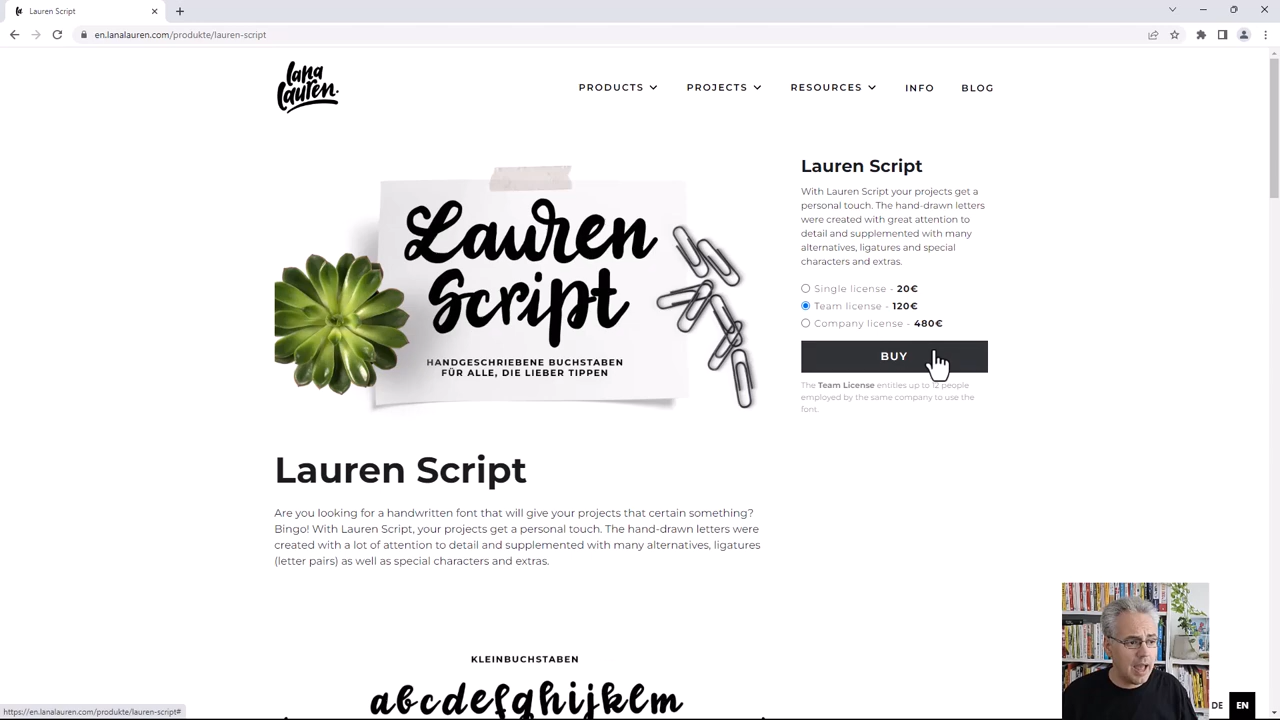 Lauren Script
en.lanalauren.com/produkte/lauren-script
lana
lauren.
PRODUCTS
PROJECTS
RESOURCES
INFO
BLOG
Lauren
Script
HANDGESCHRIEBENE BUCHSTABEN
FÜR ALLE, DIE LIEBER TIPPEN
Lauren Script
With Lauren Script your projects get a
personal touch. The hand-drawn letters
were created with great attention to
detail and supplemented with many
alternatives, ligatures and special
characters and extras.
Single license - 20€
Team license - 120€
Company license - 480€
BUY
The Team License entitles up to 12 people
employed by the same company to use the
font.
Lauren Script
Are you looking for a handwritten font that will give your projects that certain something?
Bingo! With Lauren Script, your projects get a personal touch. The hand-drawn letters were
created with a lot of attention to detail and supplemented with many alternatives, ligatures
(letter pairs) as well as special characters and extras.
KLEINBUCHSTABEN
abcdefghijklm
https://en.lanalauren.com/produkte/lauren-script#
DE
EN